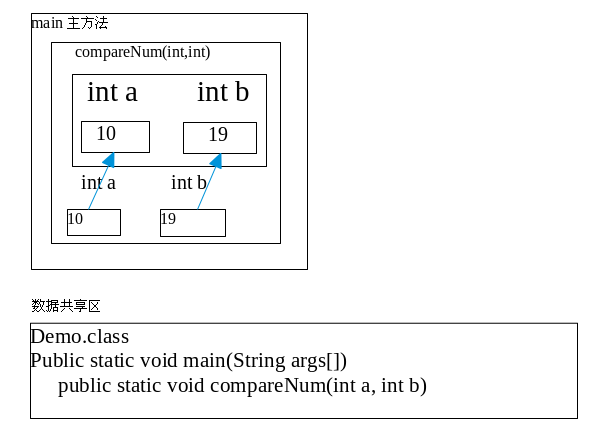 main 主方法
compareNum(int,int)
int a int b
10 19
int a int b
10 19
数据共享区
Demo.class
Public static void main(String args[])
public static void compareNum(int a, int b)